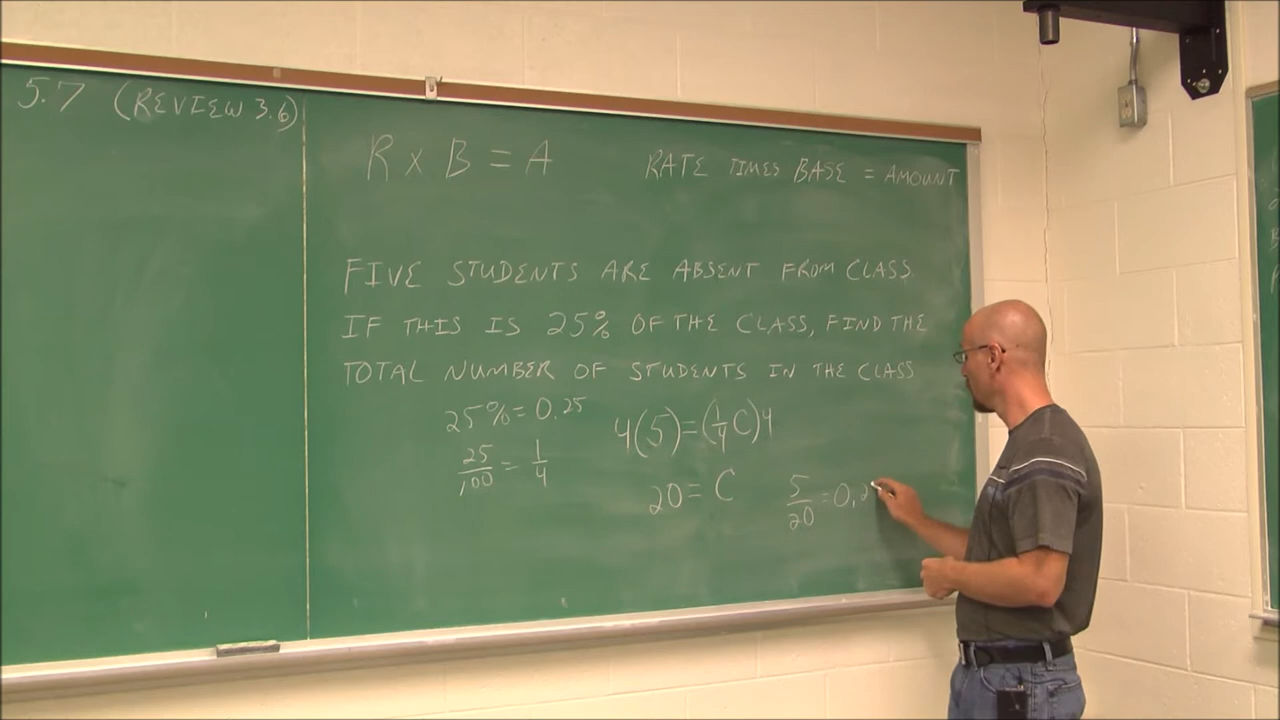 5.7 (REVIEW 3.6)
R x B = A
RATE TIMES BASE = AMOUNT
FIVE STUDENTS ARE ABSENT FROM CLASS.
IF THIS IS 25% OF THE CLASS, FIND THE
TOTAL NUMBER OF STUDENTS IN THE CLASS
25% = 0.25
25/100 = 1/4
4(5) = (1/4 C)4
20 = C
5/20 = 0.2